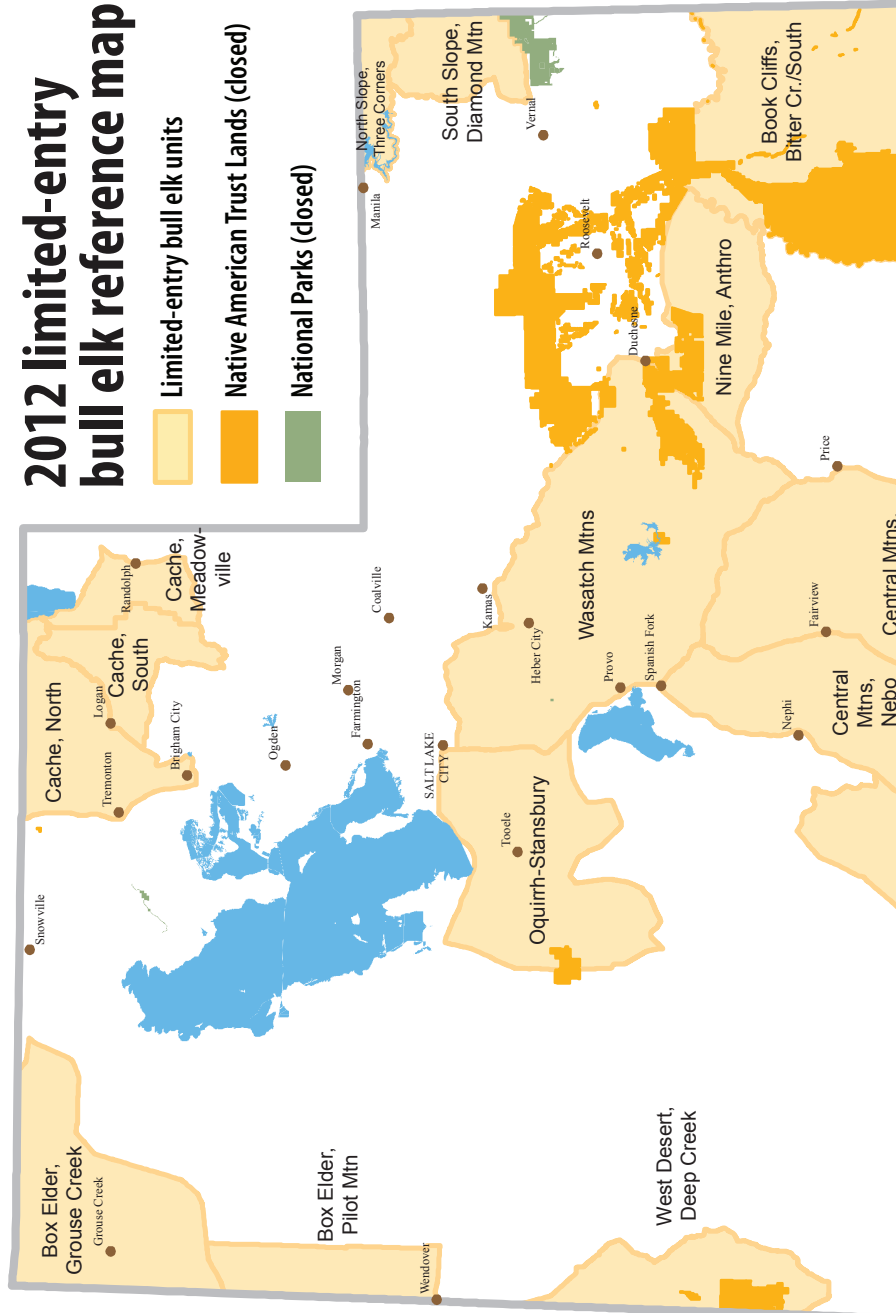 2012 limited-entry
bull elk reference map
Limited-entry bull elk units
Native American Trust Lands (closed)
National Parks (closed)
Snowville
Box Elder,
Grouse Creek
Grouse Creek
Box Elder,
Pilot Mtn
Wendover
West Desert,
Deep Creek
Cache, North
Tremonton
Logan
Cache,
South
Randolph
Cache,
Meadow-
ville
Brigham City
Ogden
Morgan
Farmington
Coalville
SALT LAKE
CITY
Kamas
Tooele
Oquirrh-Stansbury
Heber City
Wasatch Mtns
Provo
Spanish Fork
Nephi
Central
Mtns,
Nebo
Fairview
Central Mtns,
Price
Manila
North Slope,
Three Corners
South Slope,
Diamond Mtn
Vernal
Roosevelt
Duchesne
Nine Mile, Anthro
Book Cliffs,
Bitter Cr./South